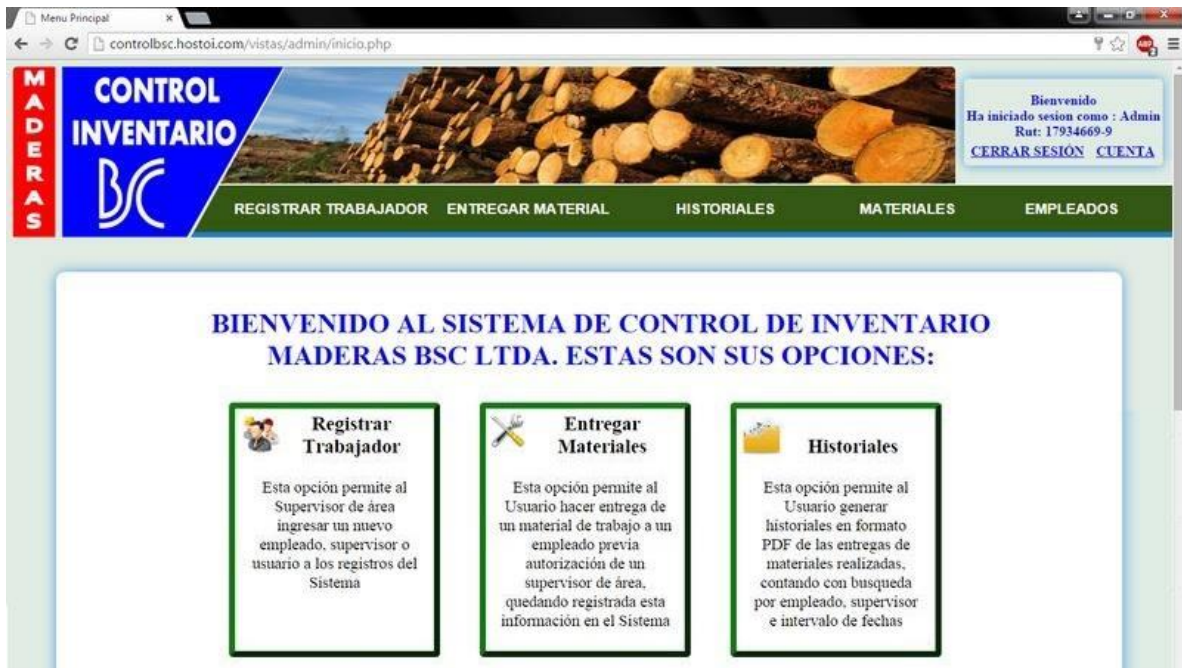 Menu Principal
controlbsc.hostoi.com/vistas/admin/inicio.php
ABP
2
MADERAS
CONTROL
INVENTARIO
BSC
Bienvenido
Ha iniciado sesion como : Admin
Rut: 17934669-9
CERRAR SESIÓN CUENTA
REGISTRAR TRABAJADOR ENTREGAR MATERIAL HISTORIALES MATERIALES EMPLEADOS
BIENVENIDO AL SISTEMA DE CONTROL DE INVENTARIO
MADERAS BSC LTDA. ESTAS SON SUS OPCIONES:
Registrar
Trabajador
Esta opción permite al
Supervisor de área
ingresar un nuevo
empleado, supervisor o
usuario a los registros del
Sistema
Entregar
Materiales
Esta opción permite al
Usuario hacer entrega de
un material de trabajo a un
empleado previa
autorización de un
supervisor de área,
quedando registrada esta
información en el Sistema
Historiales
Esta opción permite al
Usuario generar
historiales en formato
PDF de las entregas de
materiales realizadas,
contando con busqueda
por empleado, supervisor
e intervalo de fechas